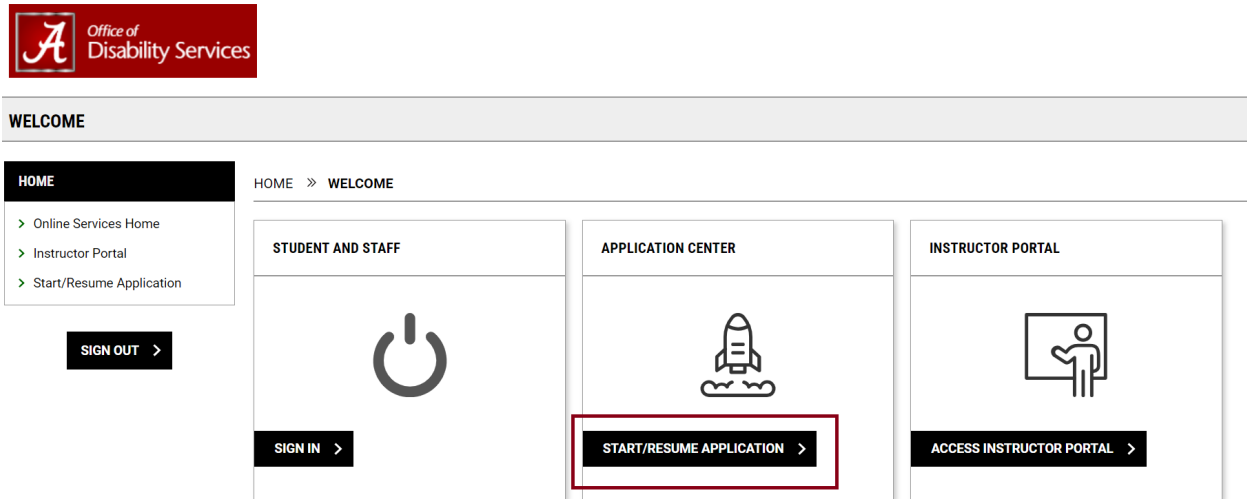 A
Office of
Disability Services
WELCOME
HOME
Online Services Home
Instructor Portal
Start/Resume Application
SIGN OUT
HOME » WELCOME
STUDENT AND STAFF
SIGN IN
APPLICATION CENTER
START/RESUME APPLICATION
INSTRUCTOR PORTAL
ACCESS INSTRUCTOR PORTAL